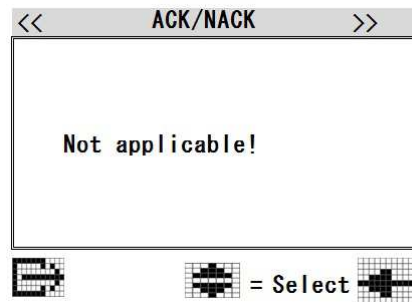 << ACK/NACK >>
Not applicable!
= Select